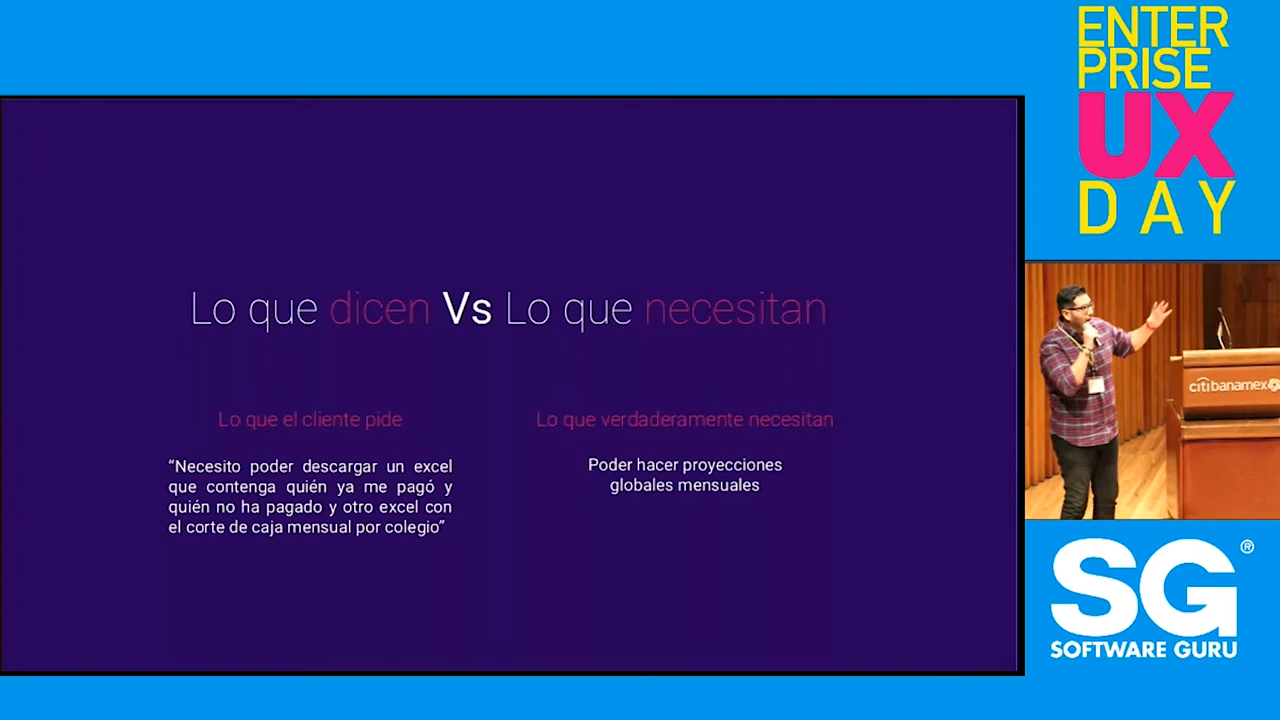 ENTER
PRISE
UX
DAY
Lo que dicen Vs Lo que necesitan
Lo que el cliente pide
“Necesito poder descargar un excel
que contenga quién ya me pagó y
quién no ha pagado y otro excel con
el corte de caja mensual por colegio”
Lo que verdaderamente necesitan
Poder hacer proyecciones
globales mensuales
citibanamex
SG®
SOFTWARE GURU